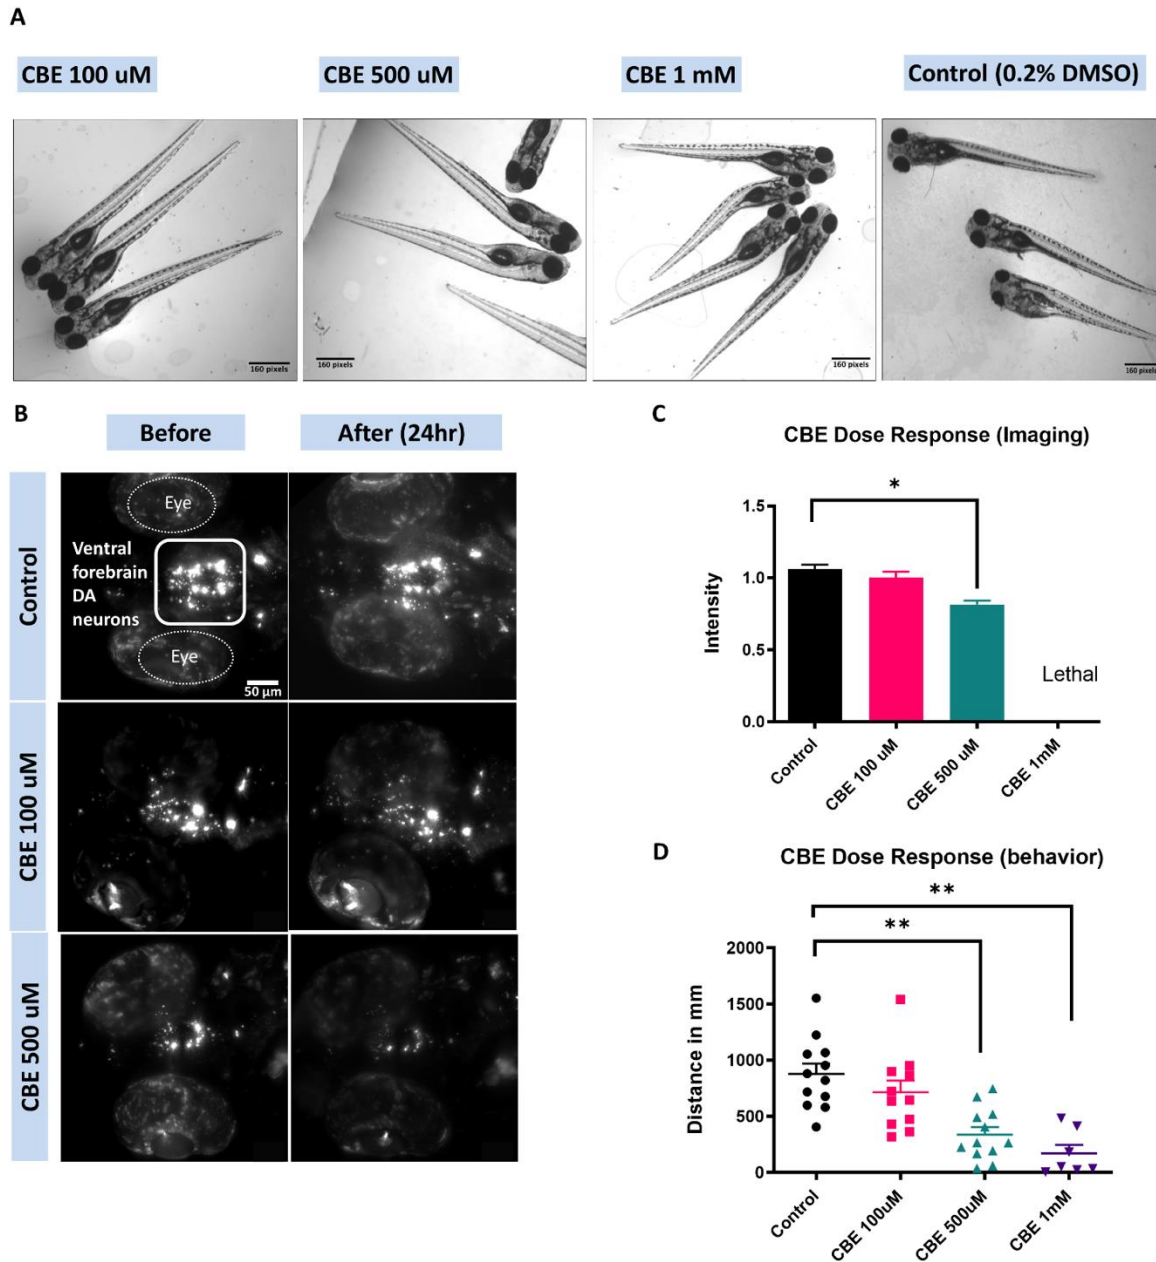 A
CBE 100 uM
CBE 500 uM
CBE 1 mM
Control (0.2% DMSO)
160 pixels
160 pixels
160 pixels
160 pixels
B
Before
After (24hr)
Control
CBE 100 uM
CBE 500 uM
Eye
Ventral
forebrain
DA
neurons
Eye
50 µm
C
CBE Dose Response (Imaging)
*
Intensity
1.5
1.0
0.5
0.0
Lethal
Control
CBE 100 uM
CBE 500 uM
CBE 1mM
D
CBE Dose Response (behavior)
**
**
Distance in mm
2000
1500
1000
500
0
Control
CBE 100uM
CBE 500uM
CBE 1mM